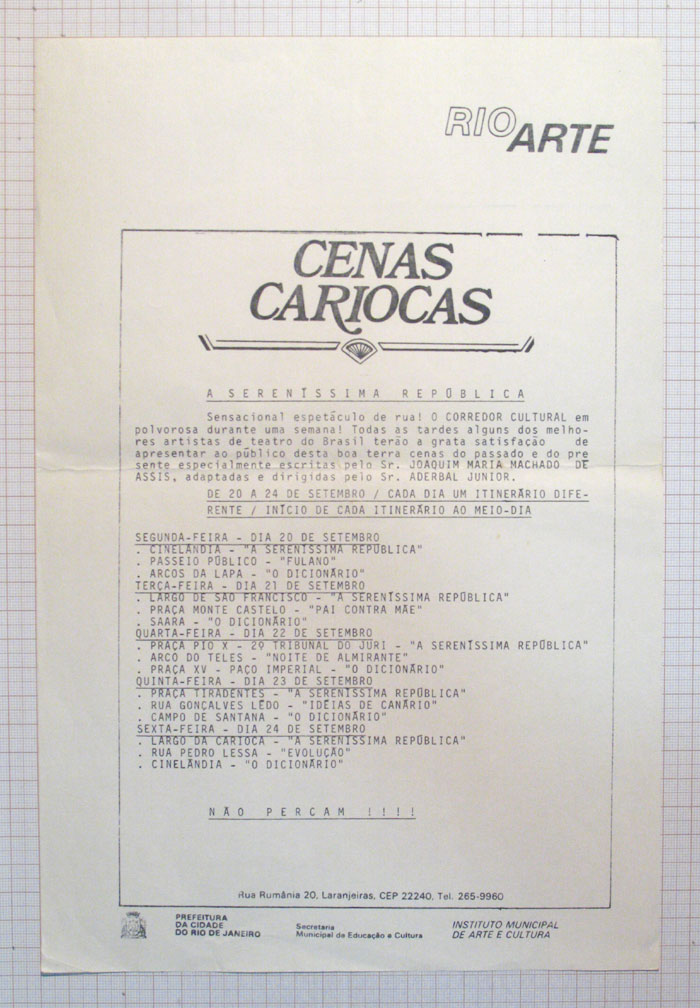 RIOARTE
CENAS
CARIOCAS
A SERENÍSSIMA REPÚBLICA
Sensacional espetáculo de rua! O CORREDOR CULTURAL em
polvorosa durante uma semana! Todas as tardes alguns dos melho-
res artistas de teatro do Brasil terão a grata satisfação de
apresentar ao público desta boa terra cenas do passado e do pre
sente especialmente escritas pelo Sr. JOAQUIM MARIA MACHADO DE
ASSIS, adaptadas e dirigidas pelo Sr. ADERBAL JUNIOR.
DE 20 A 24 DE SETEMBRO / CADA DIA UM ITINERÁRIO DIFE-
RENTE / INÍCIO DE CADA ITINERÁRIO AO MEIO-DIA
SEGUNDA-FEIRA - DIA 20 DE SETEMBRO
. CINELÂNDIA - "A SERENÍSSIMA REPÚBLICA"
. PASSEIO PÚBLICO - "FULANO"
. ARCOS DA LAPA - "O DICIONÁRIO"
TERÇA-FEIRA - DIA 21 DE SETEMBRO
. LARGO DE SÃO FRANCISCO - "A SERENÍSSIMA REPÚBLICA"
. PRAÇA MONTE CASTELO - "PAI CONTRA MÃE"
. SAARA - "O DICIONÁRIO"
QUARTA-FEIRA - DIA 22 DE SETEMBRO
. PRAÇA PIO X - 2º TRIBUNAL DO JURI - "A SERENÍSSIMA REPÚBLICA"
. ARCO DO TELES - "NOITE DE ALMIRANTE"
. PRAÇA XV - PAÇO IMPERIAL - "O DICIONÁRIO"
QUINTA-FEIRA - DIA 23 DE SETEMBRO
. PRAÇA TIRADENTES - "A SERENÍSSIMA REPÚBLICA"
. RUA GONÇALVES LÊDO - "IDÉIAS DE CANÁRIO"
. CAMPO DE SANTANA - "O DICIONÁRIO"
SEXTA-FEIRA - DIA 24 DE SETEMBRO
. LARGO DA CARIOCA - "A SERENÍSSIMA REPÚBLICA"
. RUA PEDRO LESSA - "EVOLUÇÃO"
. CINELÂNDIA - "O DICIONÁRIO"
NÃO PERCAM !!!!
Rua Rumânia 20, Laranjeiras, CEP 22240, Tel. 265-9960
PREFEITURA
DA CIDADE
DO RIO DE JANEIRO
Secretaria
Municipal de Educação e Cultura
INSTITUTO MUNICIPAL
DE ARTE E CULTURA